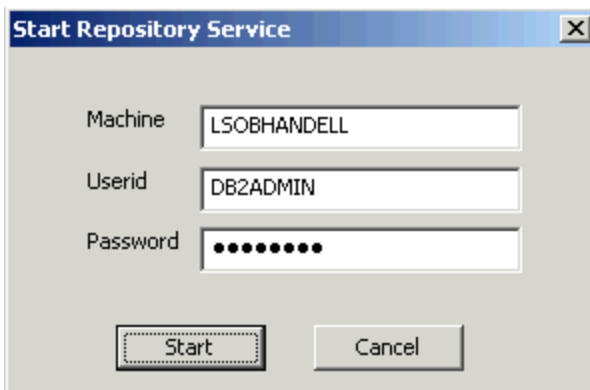 Start Repository Service
Machine LSOBHANDELL
Userid DB2ADMIN
Password ●●●●●●●●
Start Cancel